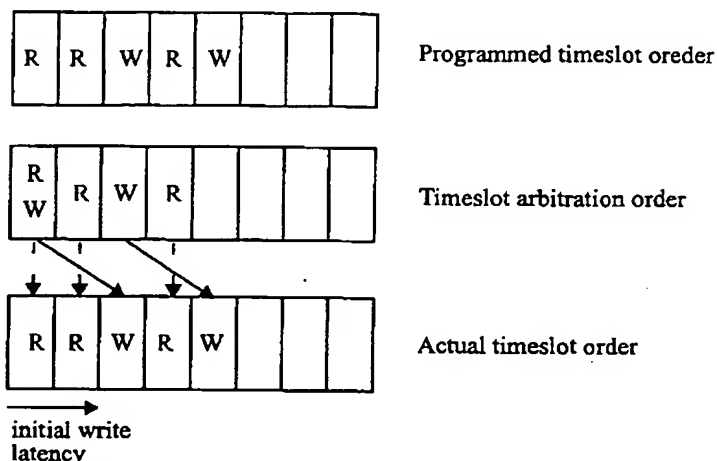 R R W R W
Programmed timeslot oreder
R
W R W R
Timeslot arbitration order
R R W R W
Actual timeslot order
initial write
latency